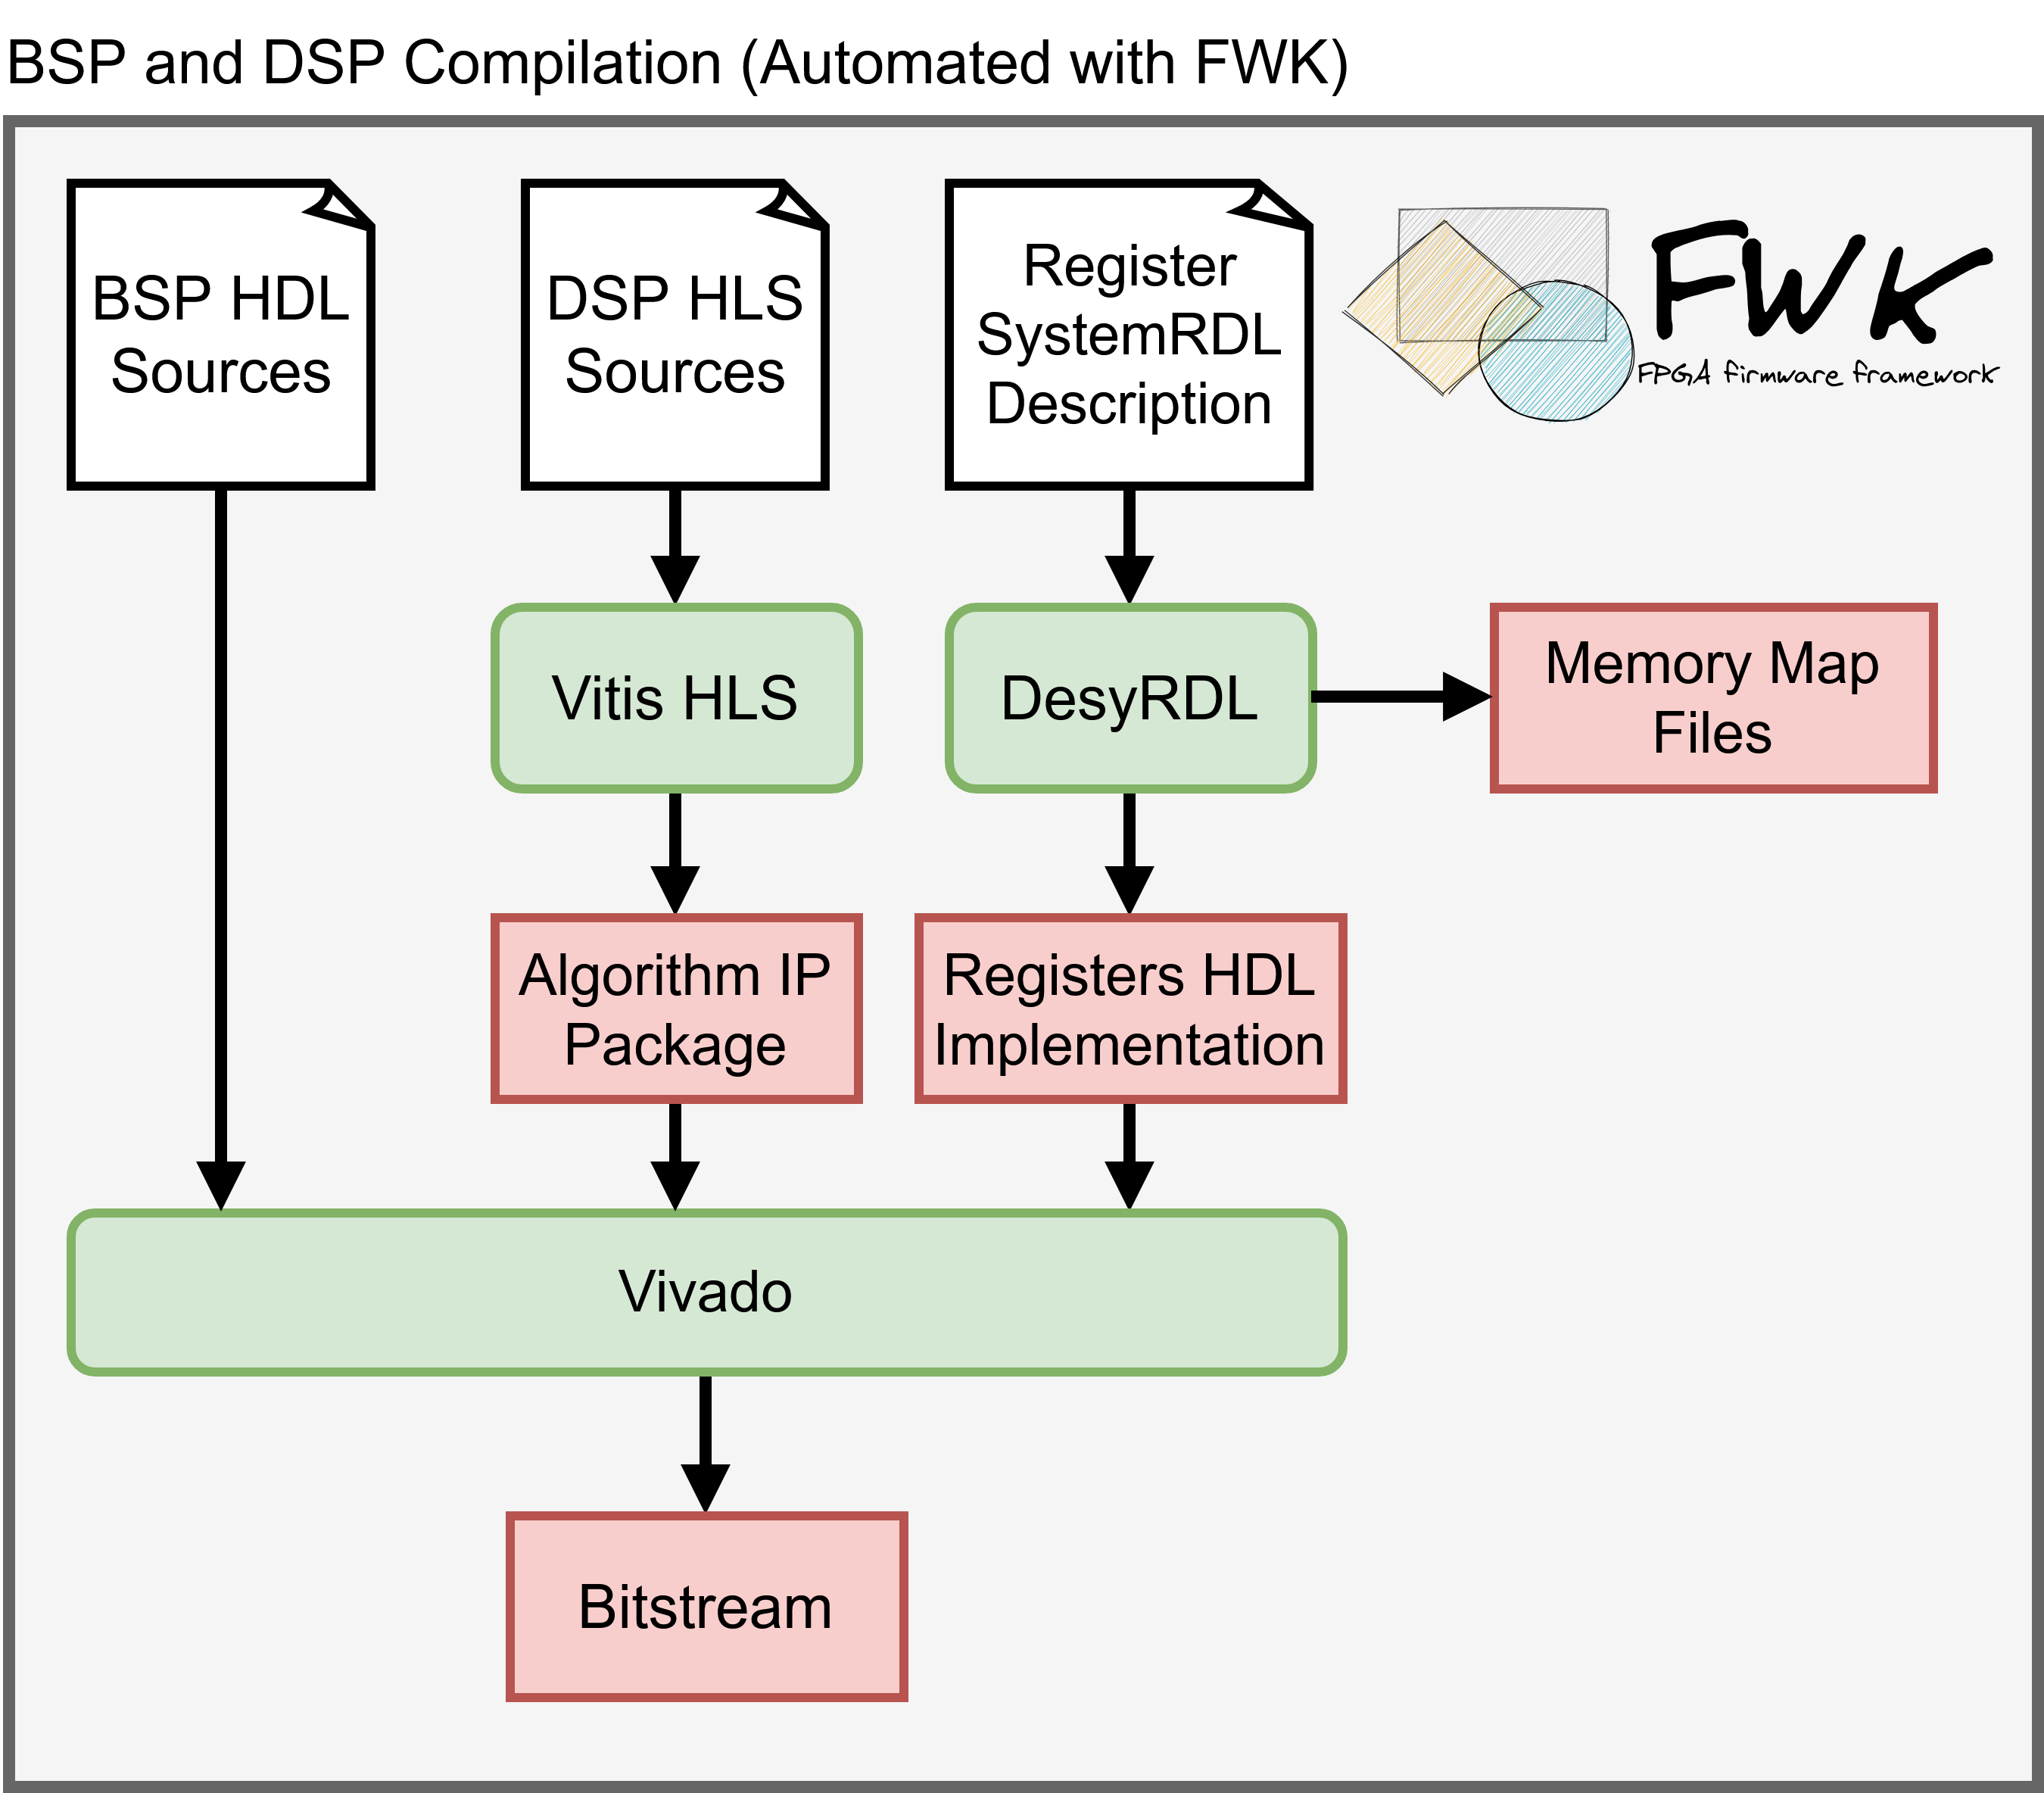 BSP and DSP Compilation (Automated with FWK)
BSP HDL
Sources
DSP HLS
Sources
Register
SystemRDL
Description
FWK
FPGA firmware framework
Vitis HLS
DesyRDL
Memory Map
Files
Algorithm IP
Package
Registers HDL
Implementation
Vivado
Bitstream